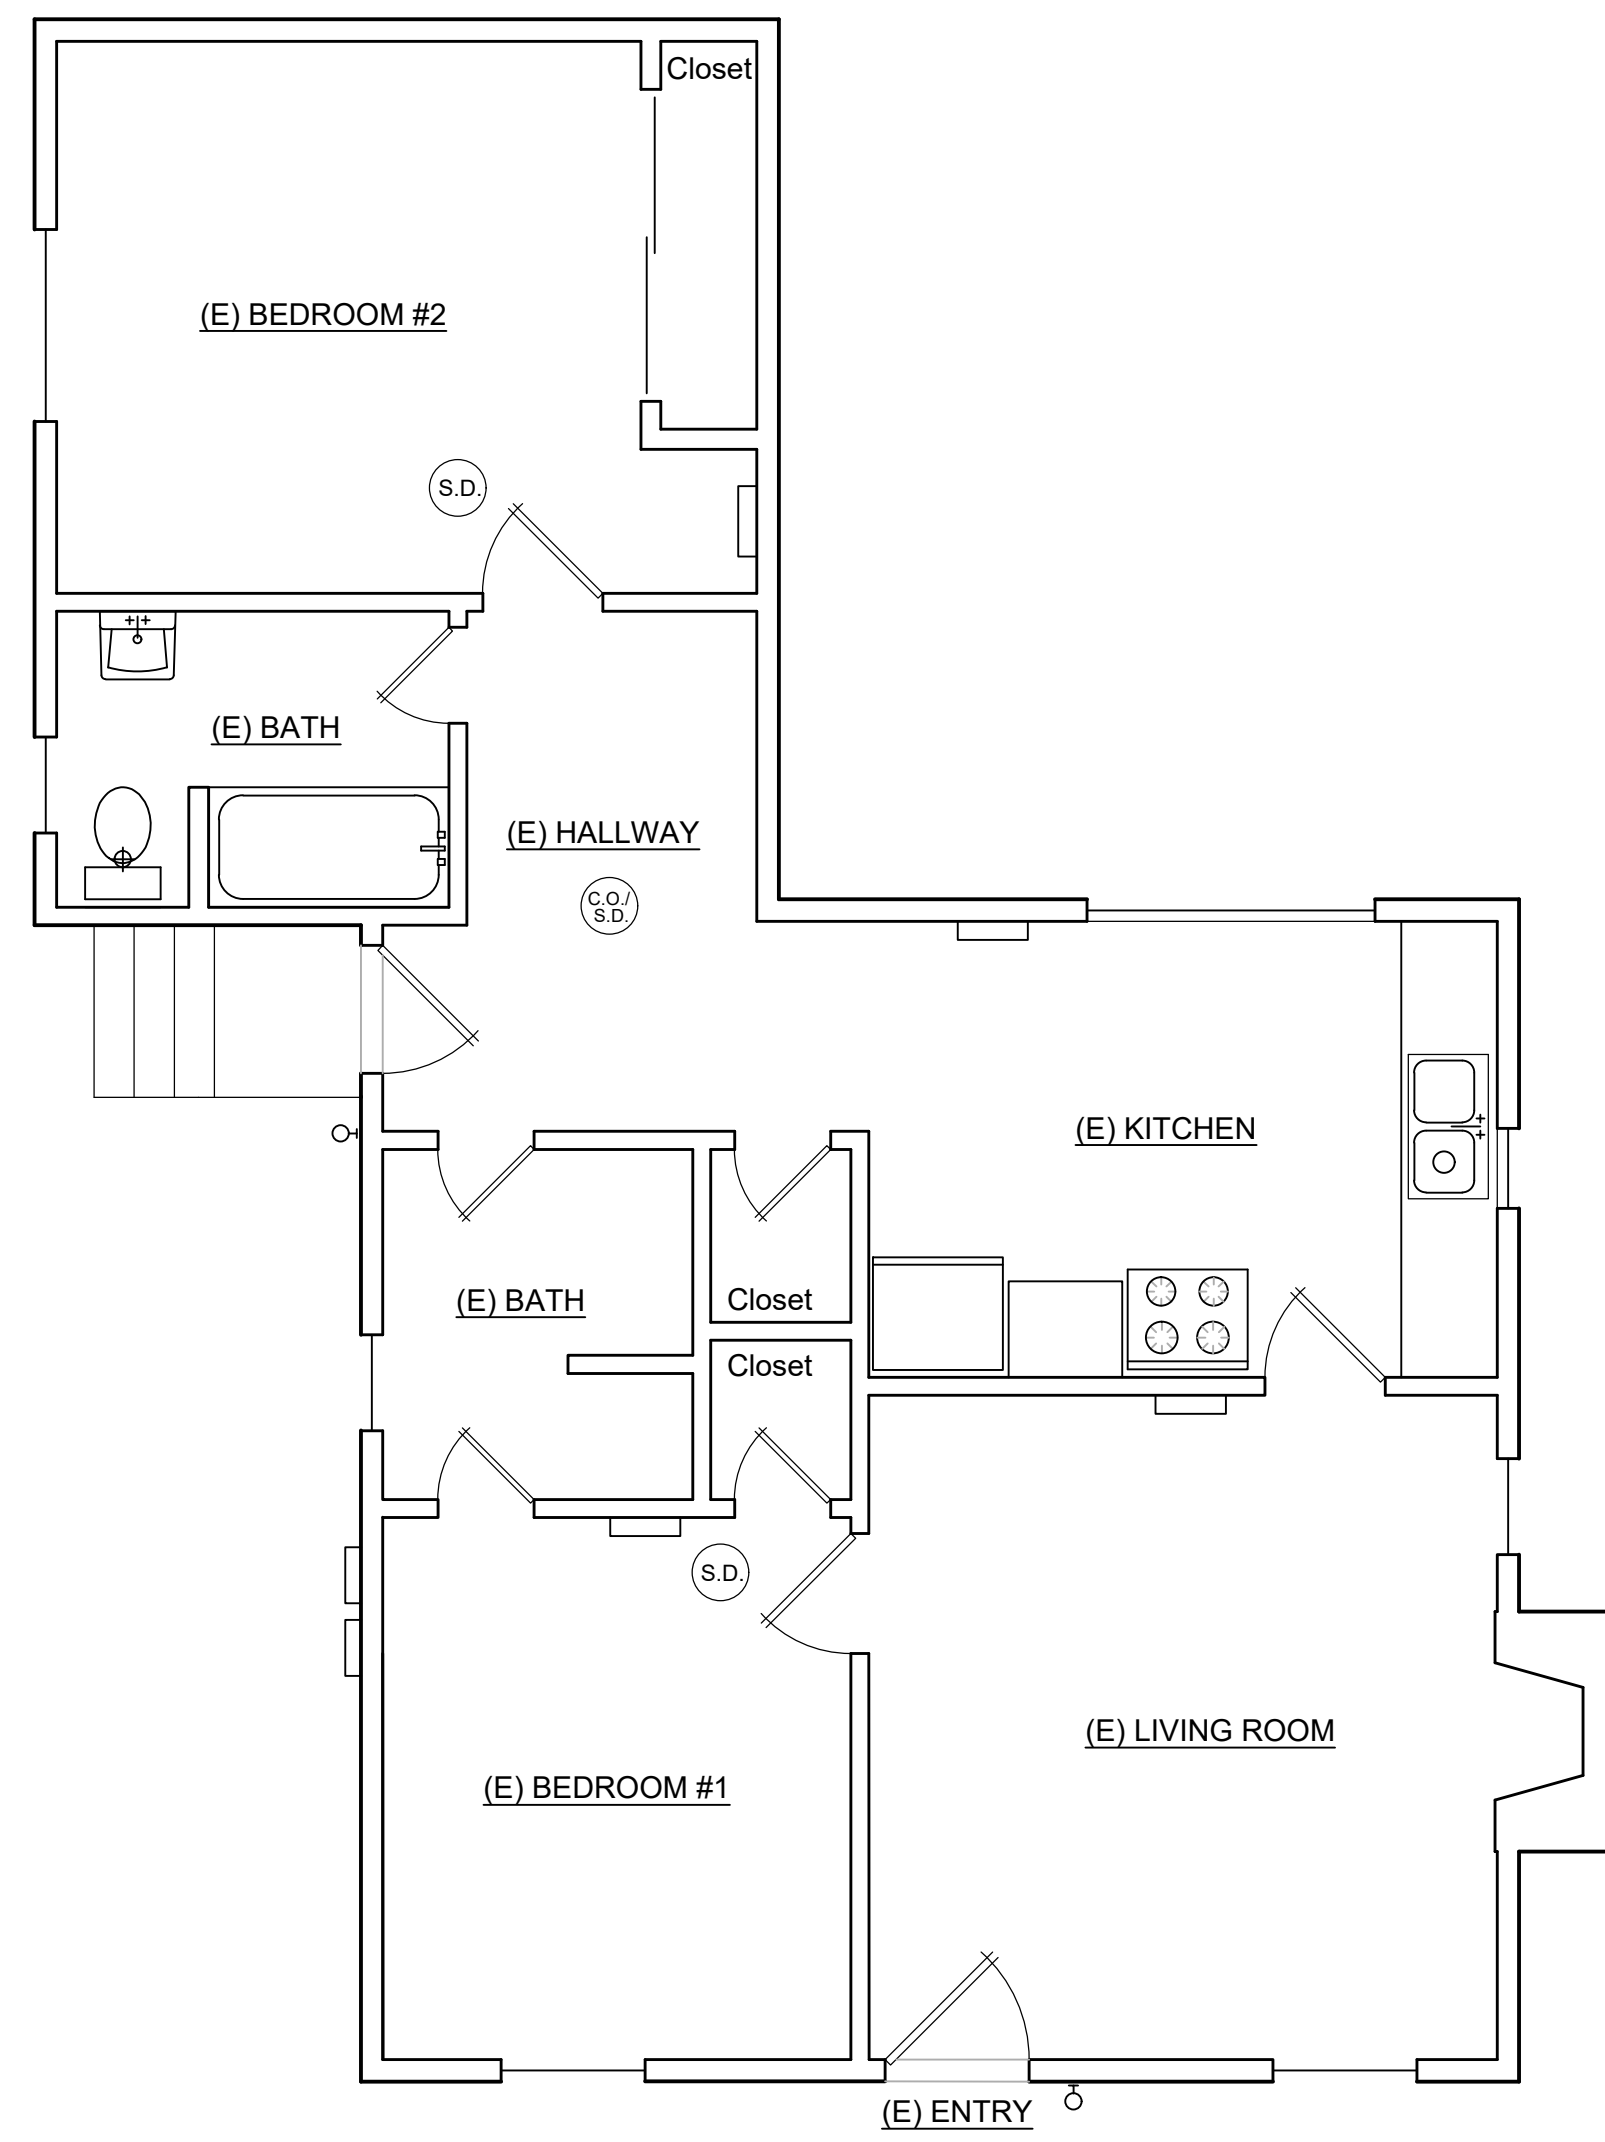 Closet
(E) BEDROOM #2
S.D.
(E) BATH
(E) HALLWAY
C.O./
S.D.
(E) KITCHEN
(E) BATH
Closet
Closet
S.D.
(E) LIVING ROOM
(E) BEDROOM #1
(E) ENTRY